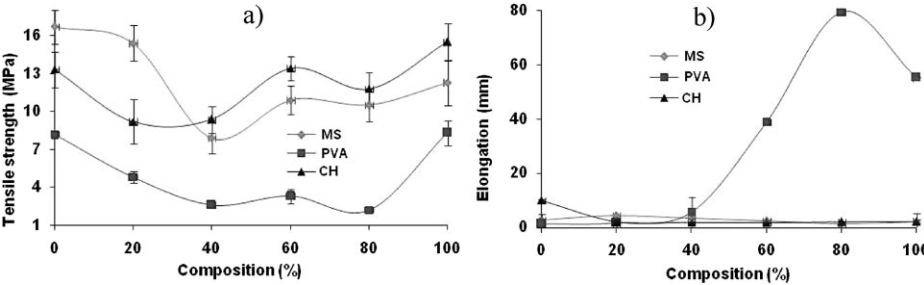 a)
Tensile strength (MPa)
16
13
10
7
4
1
MS
PVA
CH
0 20 40 60 80 100
Composition (%)
b)
Elongation (mm)
80
60
40
20
0
MS
PVA
CH
0 20 40 60 80 100
Composition (%)